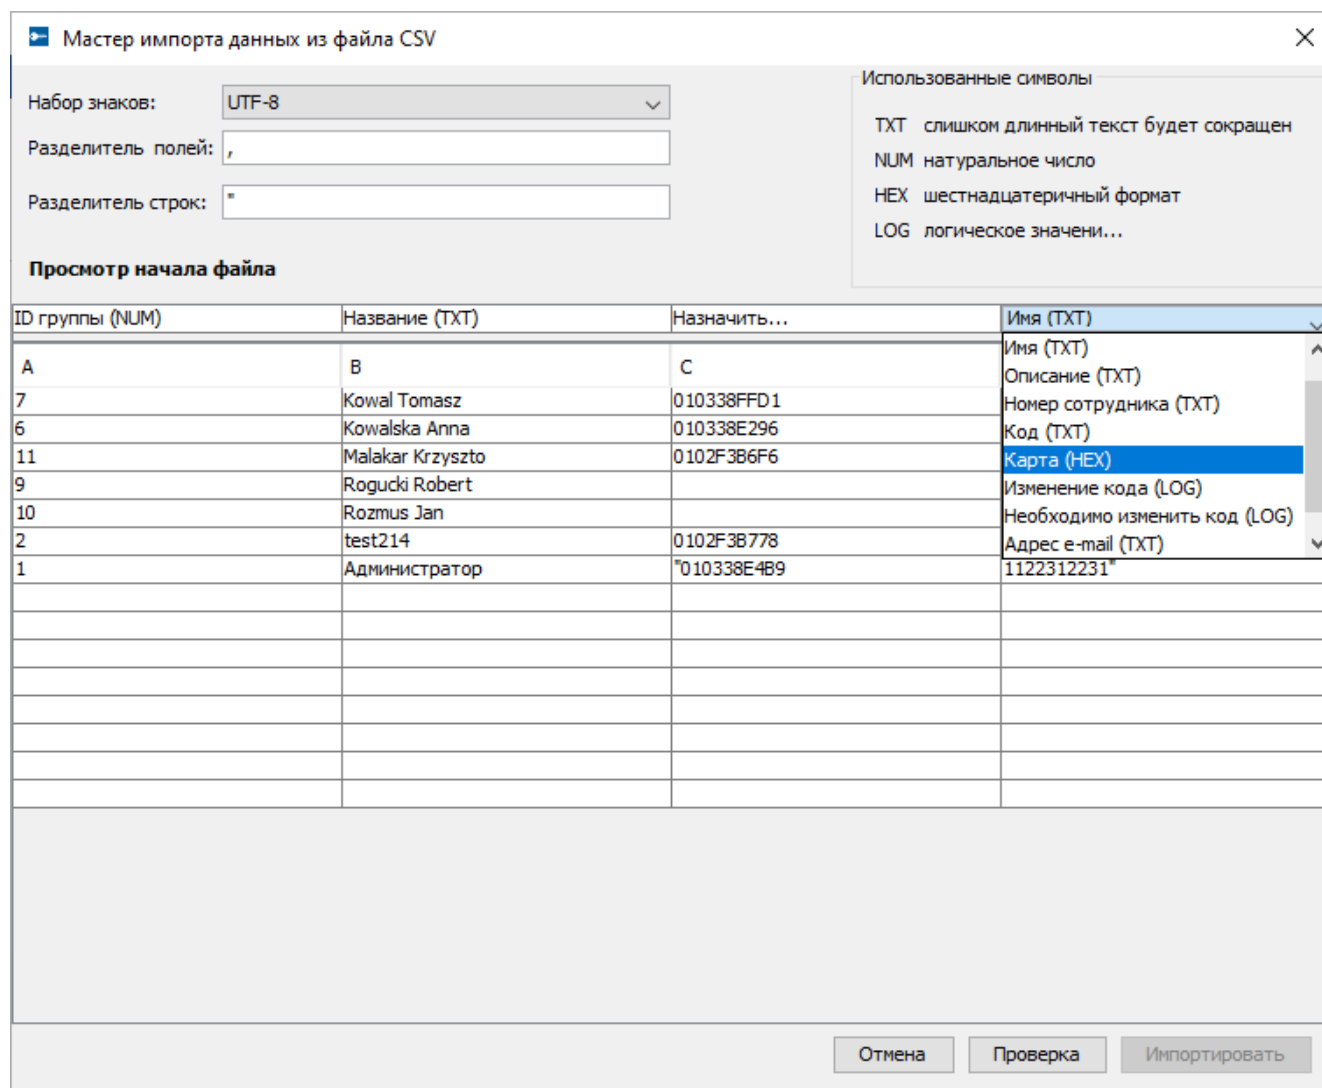 Мастер импорта данных из файла CSV
Набор знаков: UTF-8
Разделитель полей: ,
Разделитель строк: "
Использованные символы
TXT слишком длинный текст будет сокращен
NUM натуральное число
HEX шестнадцатеричный формат
LOG логическое значени...
Просмотр начала файла
ID группы (NUM) Название (TXT) Назначить... Имя (TXT)
A B C
7 Kowal Tomasz 010338FFD1
6 Kowalska Anna 010338E296
11 Malakar Krzyszto 0102F3B6F6
9 Rogucki Robert
10 Rozmus Jan
2 test214 0102F3B778
1 Администратор "010338E4B9 1122312231"
Имя (TXT)
Описание (TXT)
Номер сотрудника (TXT)
Код (TXT)
Карта (HEX)
Изменение кода (LOG)
Необходимо изменить код (LOG)
Адрес e-mail (TXT)
Отмена Проверка Импортировать